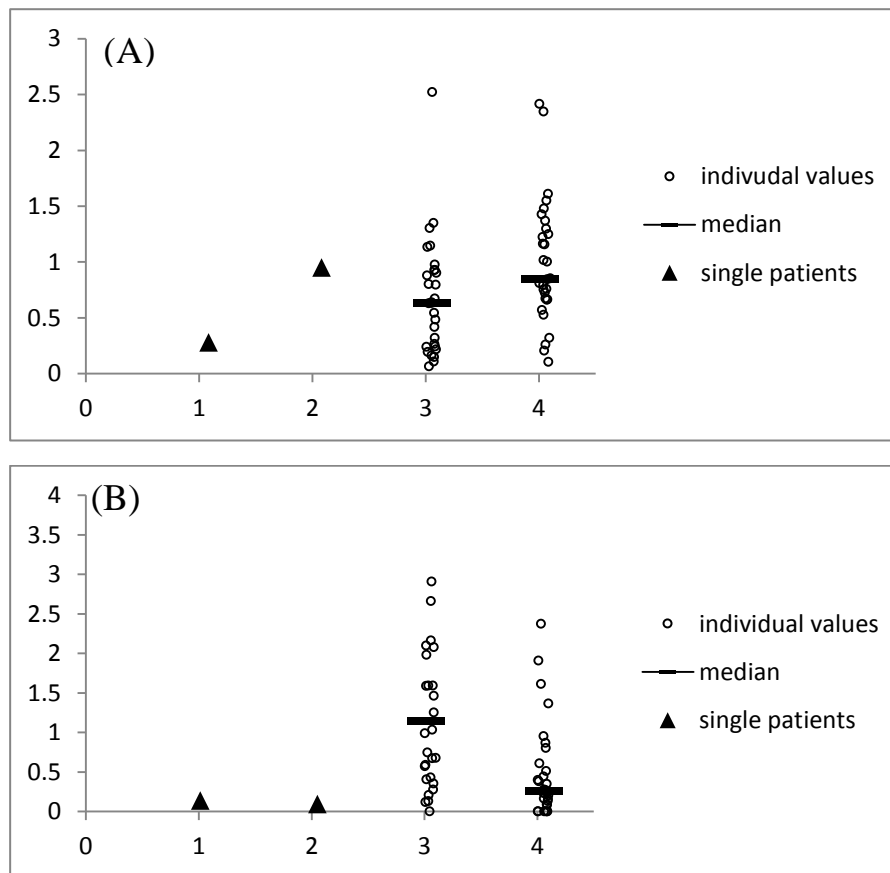 (A)
3
2.5
2
1.5
1
0.5
0
0 1 2 3 4
indivudal values
median
single patients
(B)
4
3.5
3
2.5
2
1.5
1
0.5
0
0 1 2 3 4
individual values
median
single patients